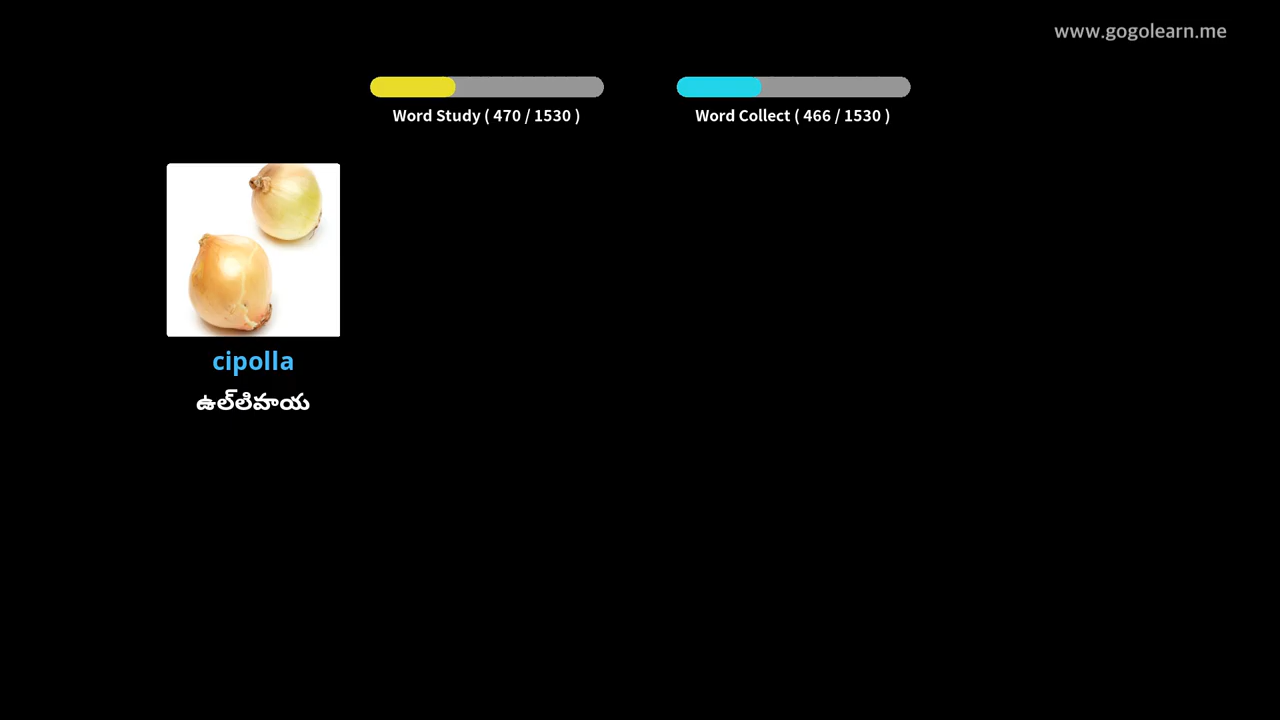 www.gogolearn.me
Word Study ( 470 / 1530 )
Word Collect ( 466 / 1530 )
cipolla
ఉల్‌లిపాయ